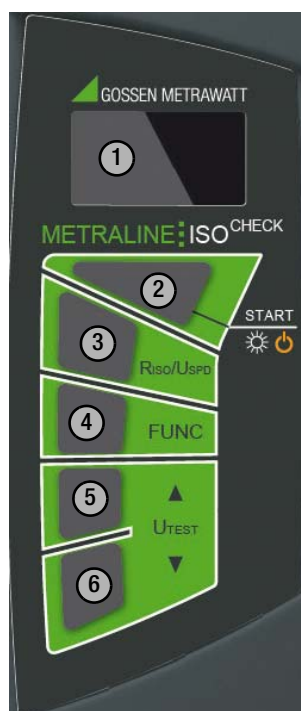 GOSSEN METRAWATT
1
METRALINE ISO CHECK
2
START
3
RISO/USPD
4
FUNC
5
▲
UTEST
▼
6